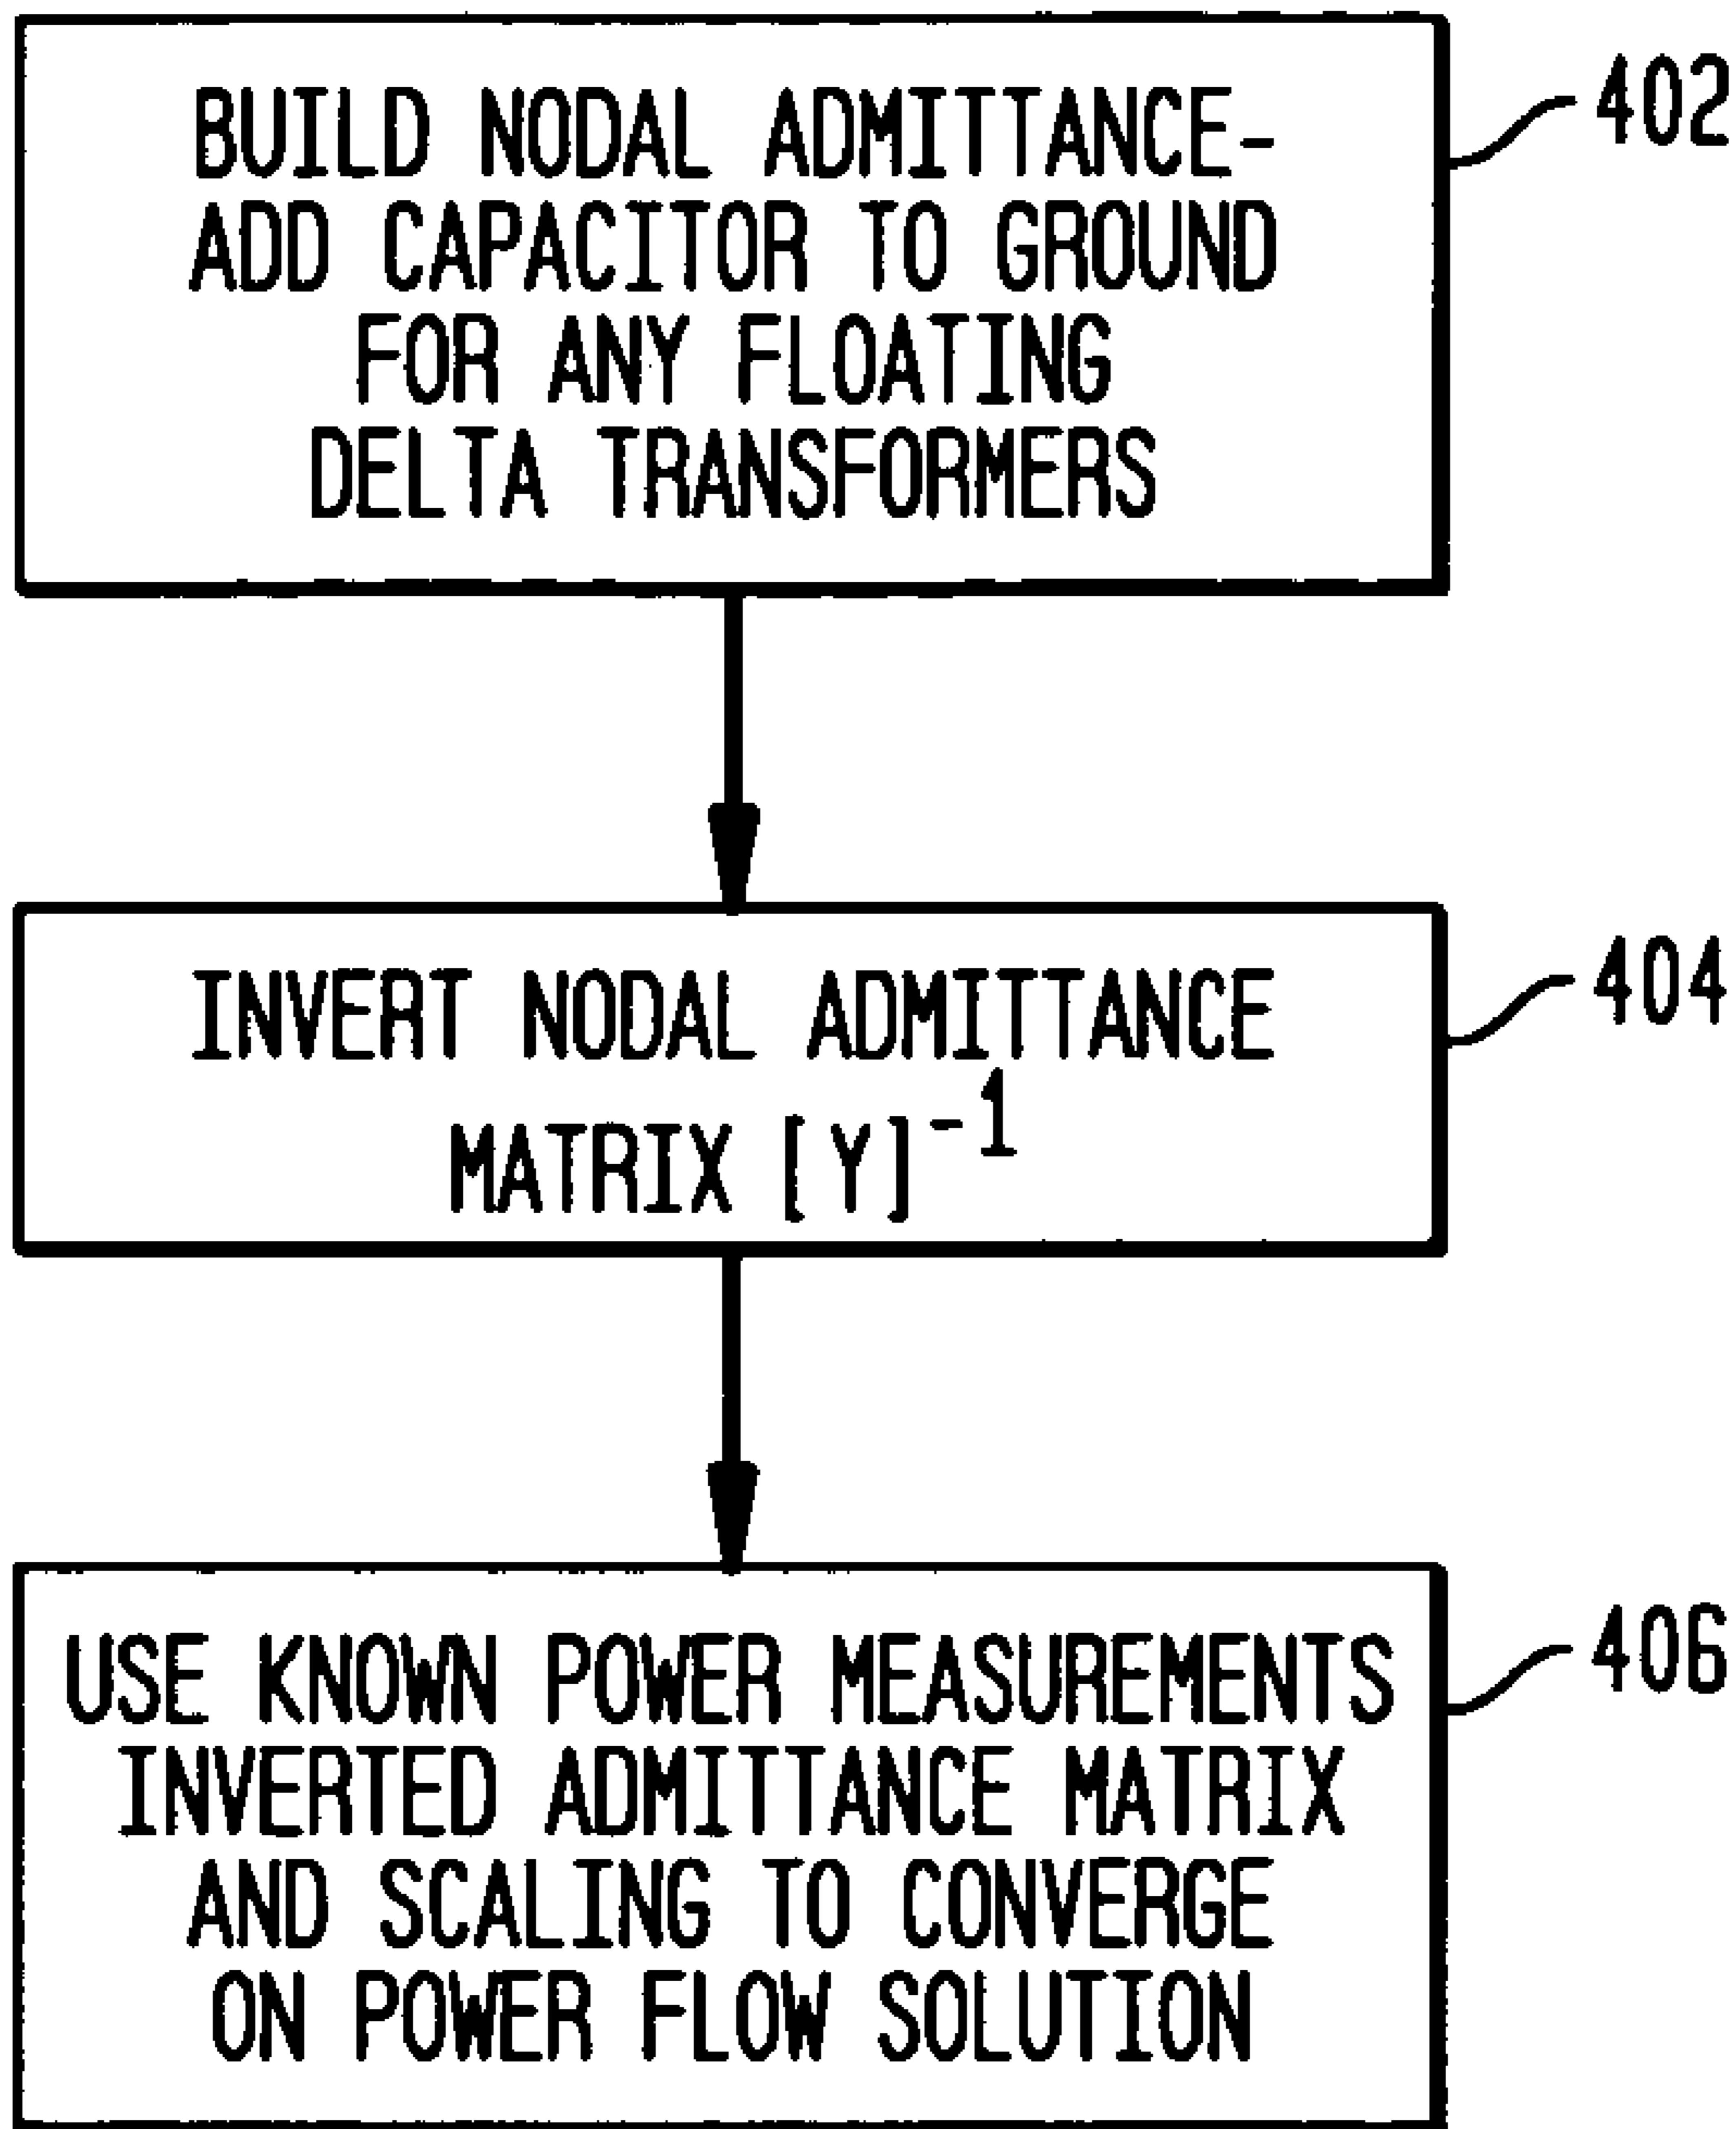 BUILD NODAL ADMITTANCE-
ADD CAPACITOR TO GROUND
FOR ANY FLOATING
DELTA TRANSFORMERS
402
INVERT NODAL ADMITTANCE
MATRIX [Y]^-1
404
USE KNOWN POWER MEASUREMENTS
INVERTED ADMITTANCE MATRIX
AND SCALING TO CONVERGE
ON POWER FLOW SOLUTION
406